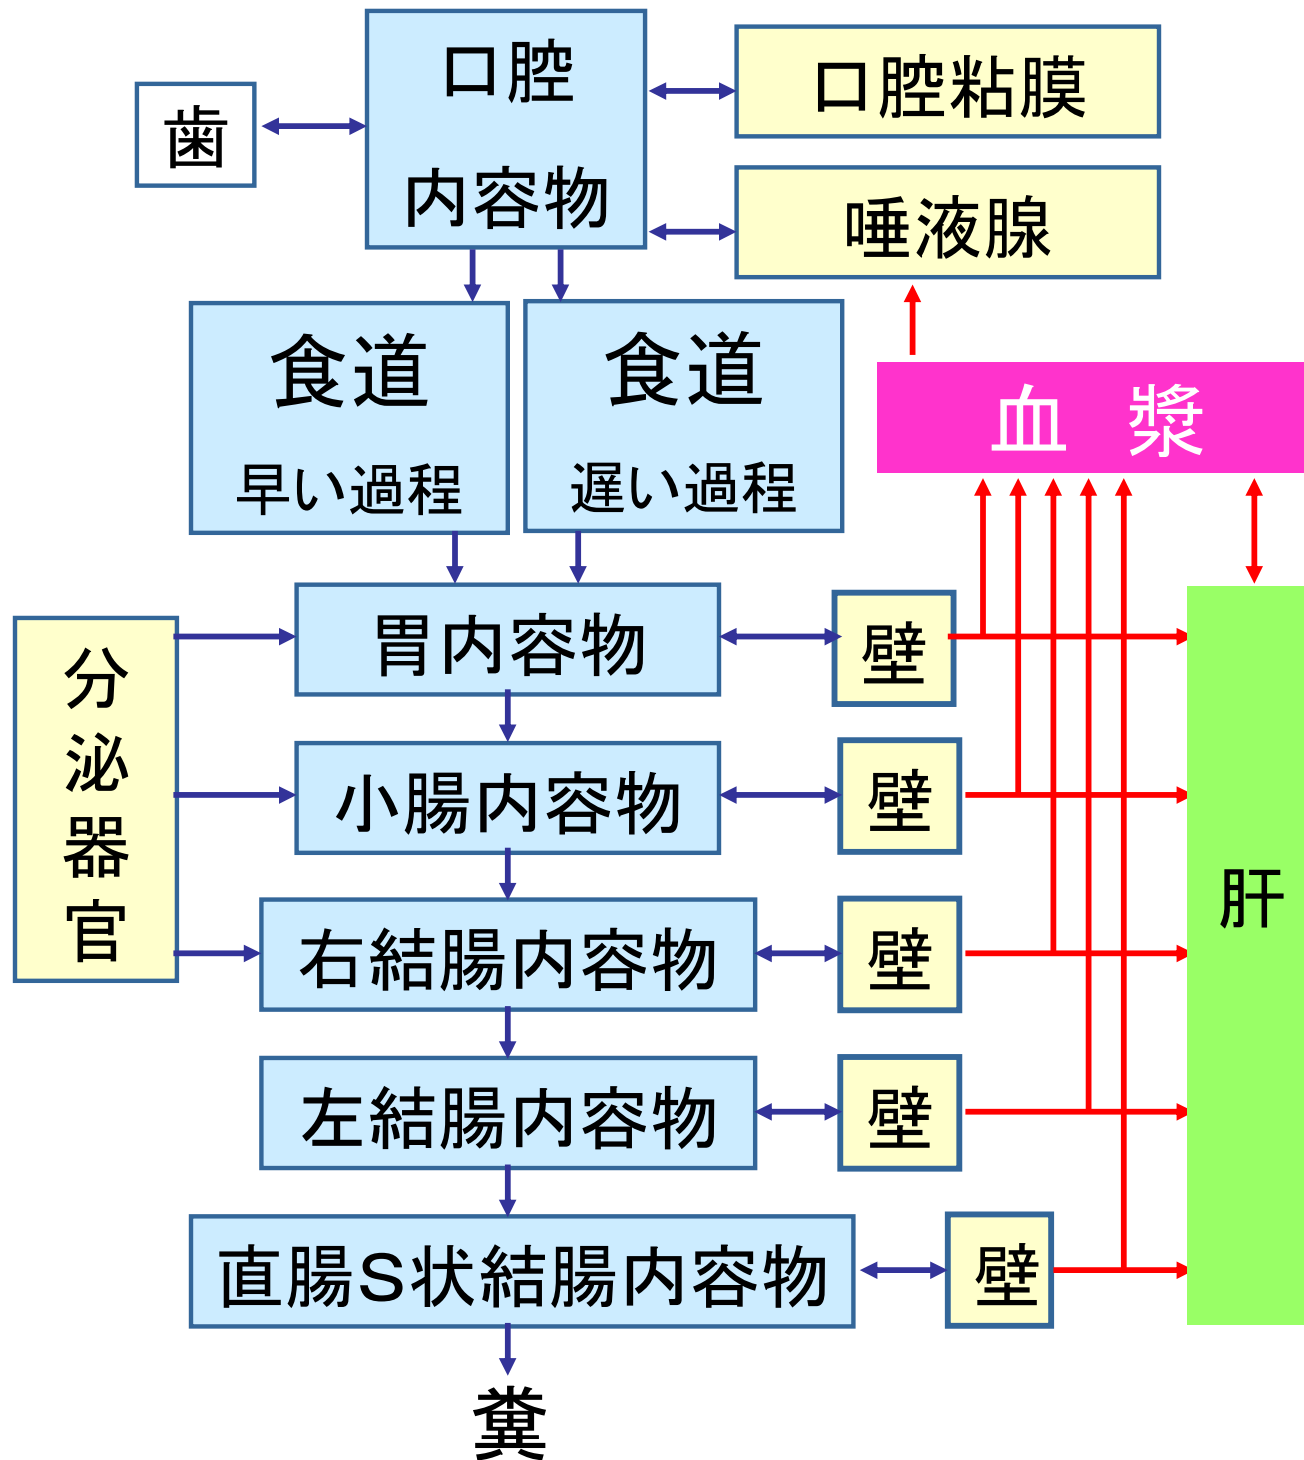 口腔
内容物
口腔粘膜
歯
唾液腺
食道
早い過程
食道
遅い過程
血　漿
分
泌
器
官
胃内容物
壁
小腸内容物
壁
右結腸内容物
壁
左結腸内容物
壁
直腸S状結腸内容物
壁
肝
糞